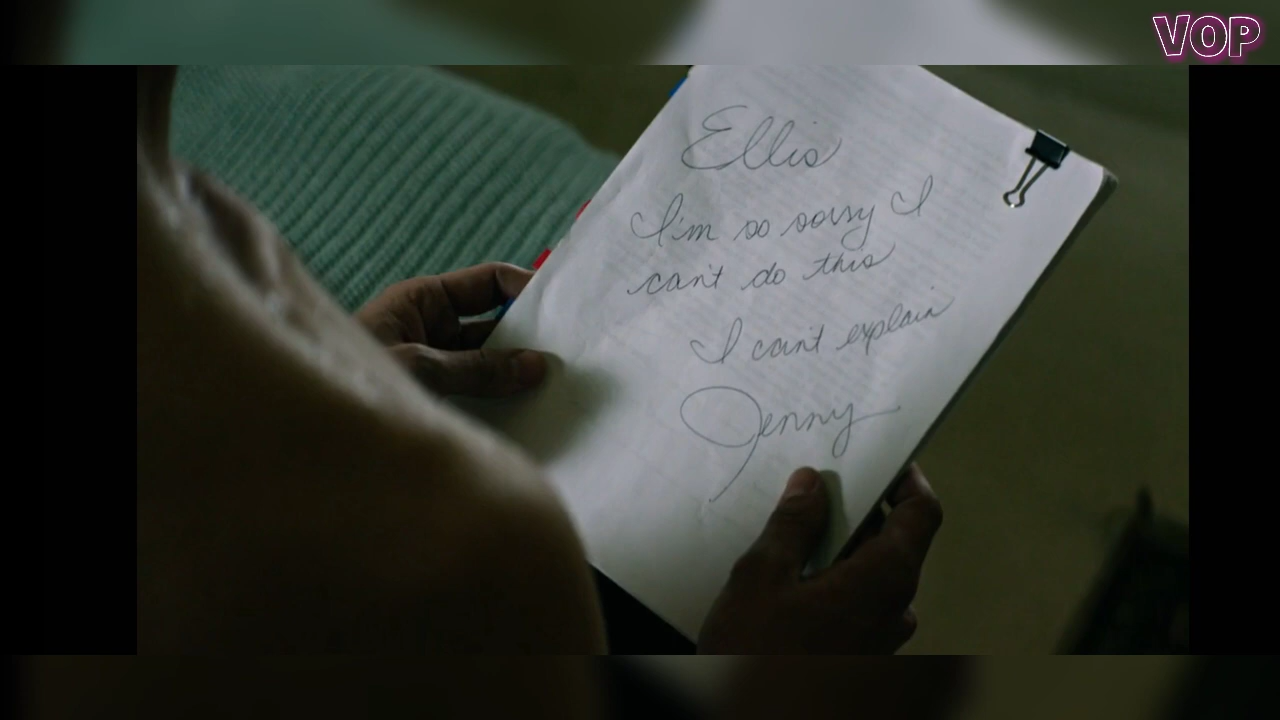 VOP
Ellis
I'm so sorry I
can't do this
I can't explain
Jenny